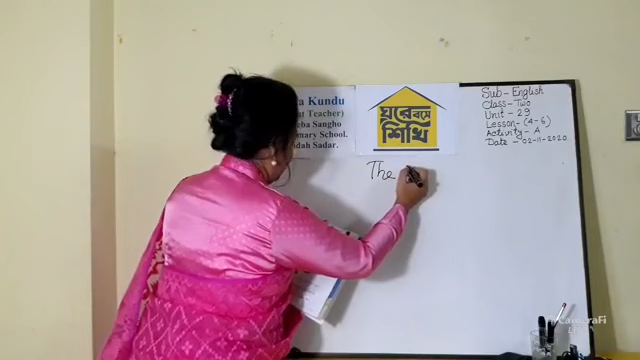 Kundu
Teacher)
Sangho
Primary School.
Sadar.
ঘরে বসে
শিখি
Sub - English
Class - Two
Unit - 29
Lesson - (4-6)
Activity - A
Date - 02-11-2020
The
CameraFi